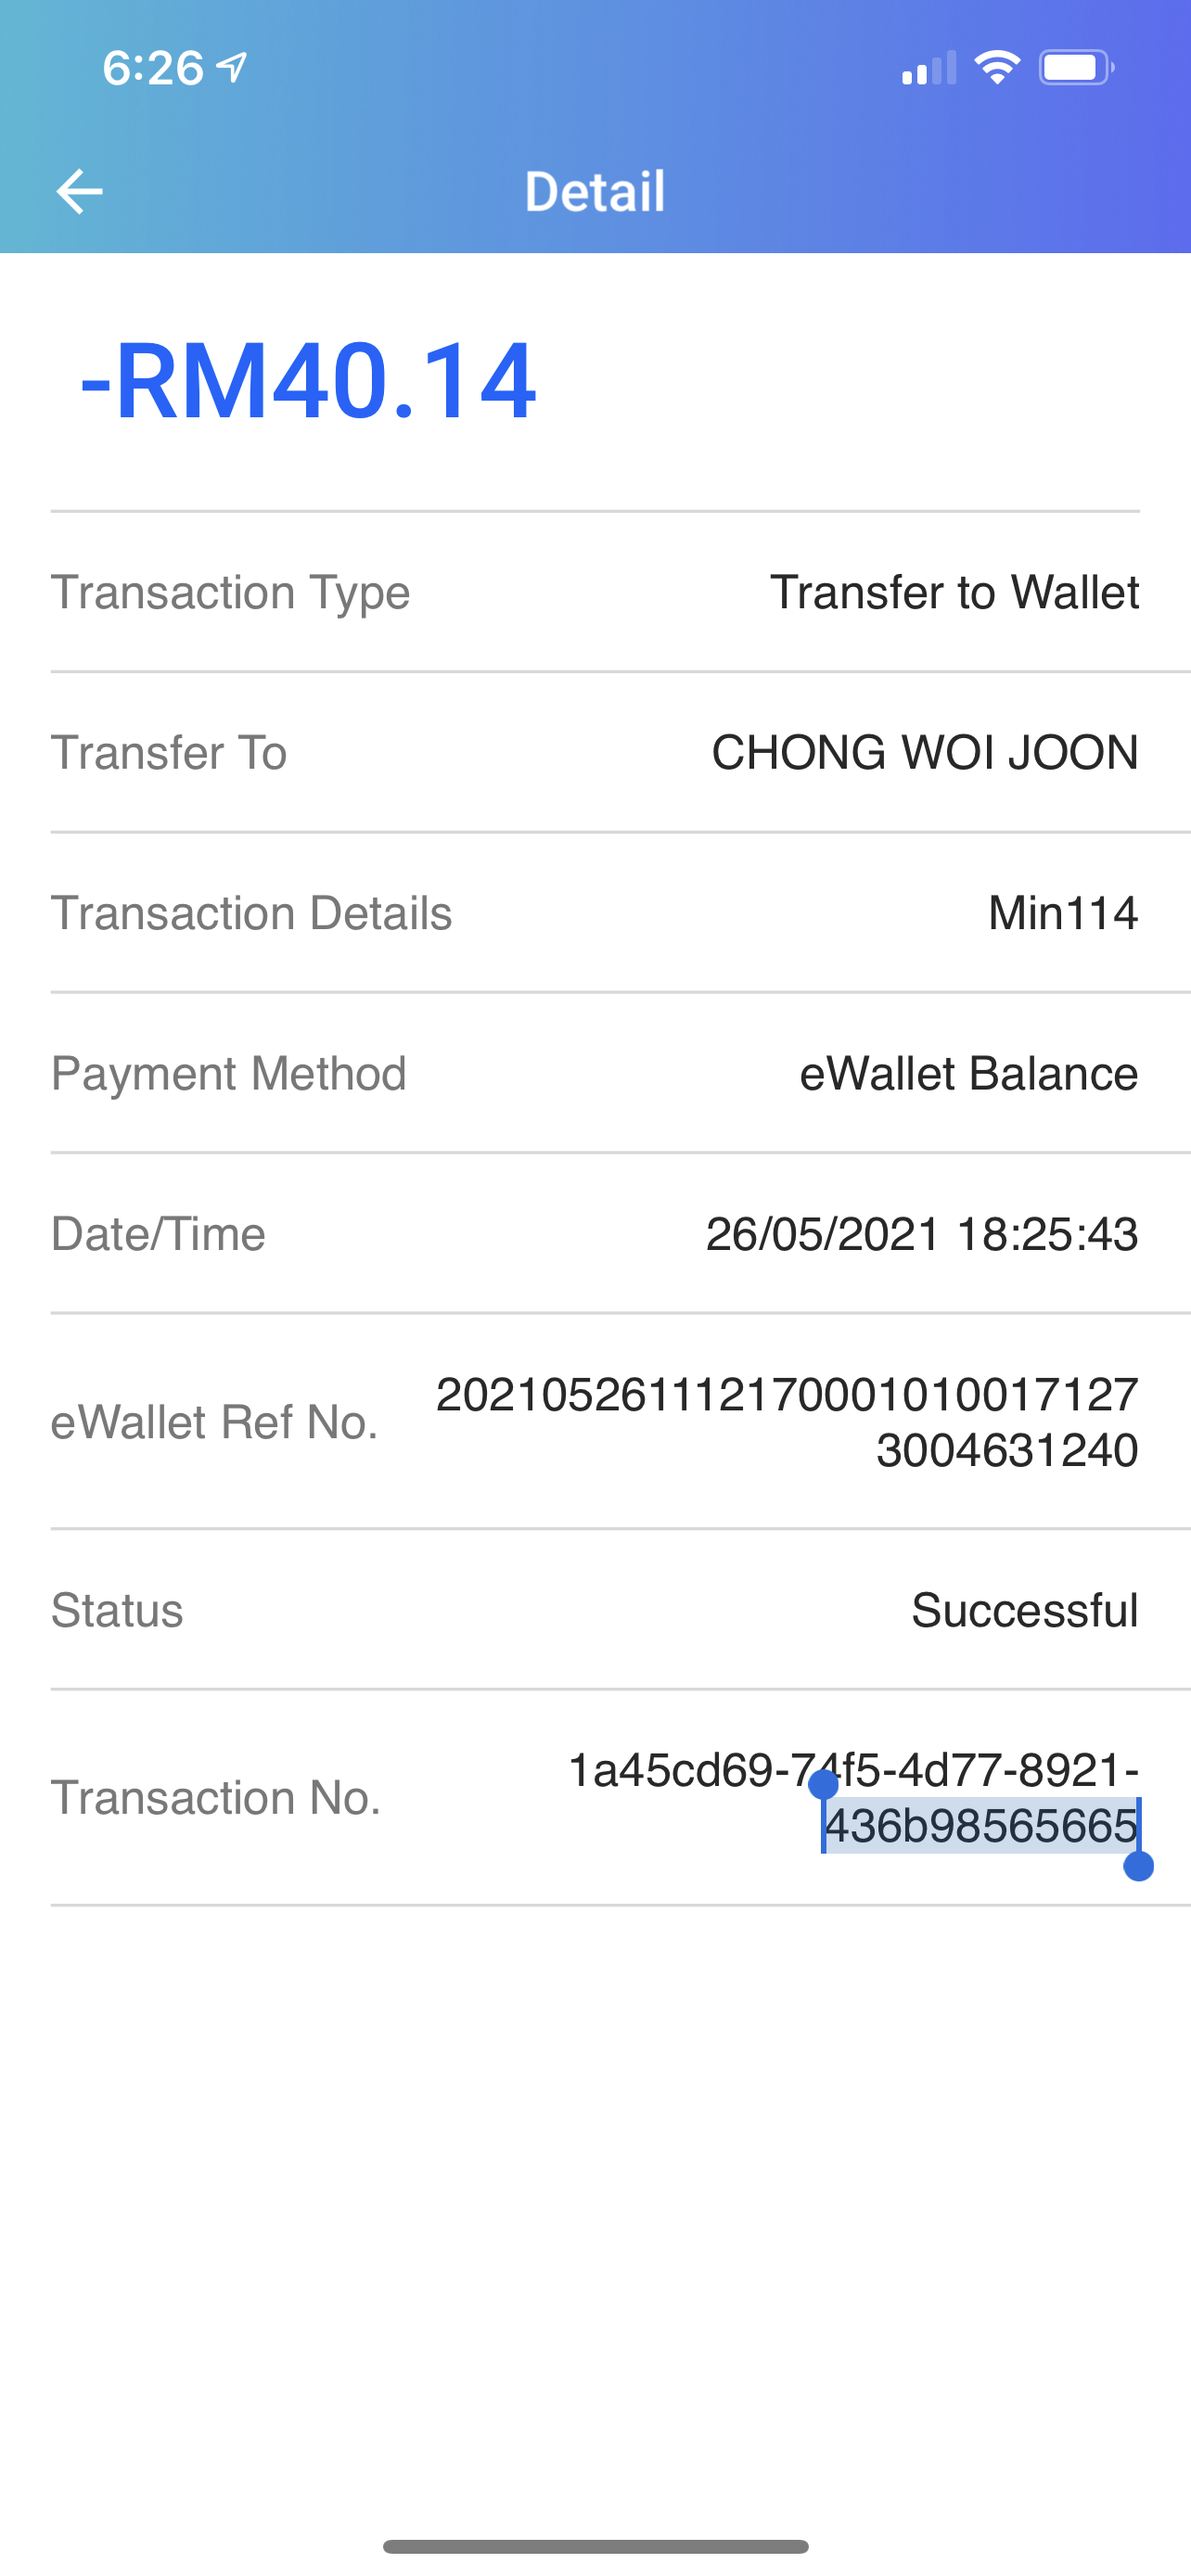 6:26
Detail
-RM40.14
Transaction Type Transfer to Wallet
Transfer To CHONG WOI JOON
Transaction Details Min114
Payment Method eWallet Balance
Date/Time 26/05/2021 18:25:43
eWallet Ref No. 202105261112170001010017127
3004631240
Status Successful
Transaction No. 1a45cd69-74f5-4d77-8921-
436b98565665